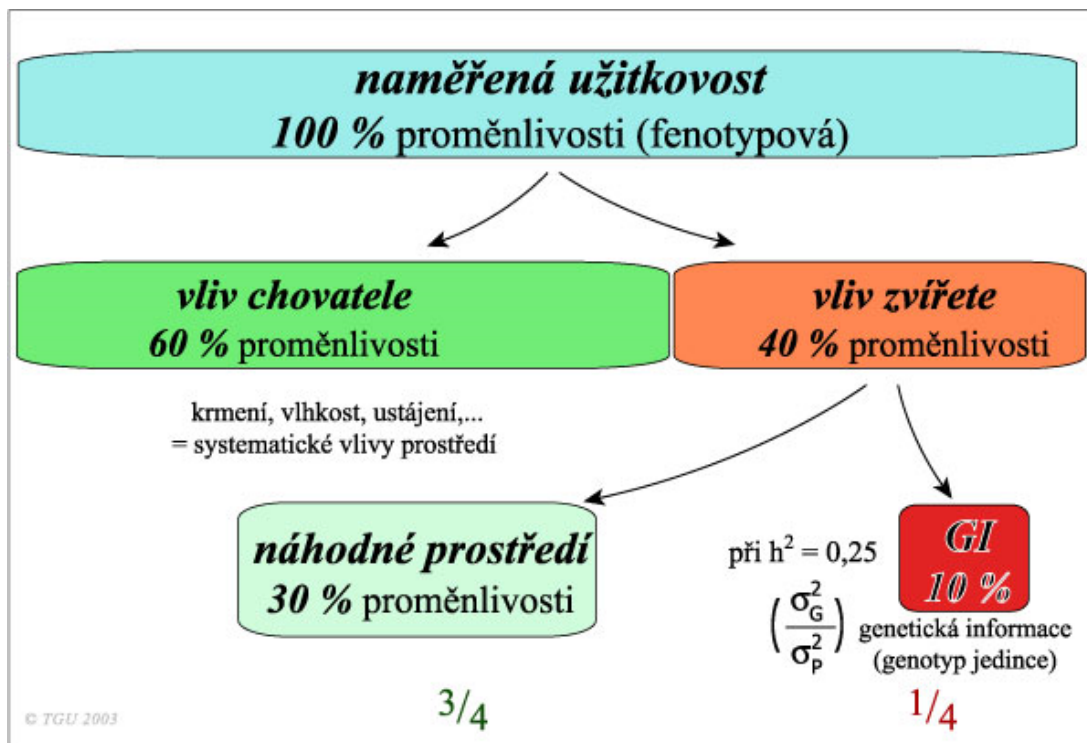 naměřená užitkovost
100 % proměnlivosti (fenotypová)
vliv chovatele
60 % proměnlivosti
vliv zvířete
40 % proměnlivosti
krmení, vlhkost, ustájení,...
= systematické vlivy prostředí
náhodné prostředí
30 % proměnlivosti
při h² = 0,25
(σ²G / σ²P)
GI
10 %
genetická informace
(genotyp jedince)
3/4
1/4
© TGU 2003